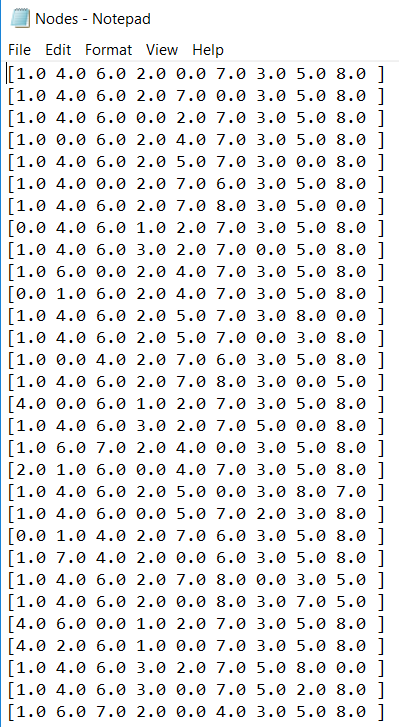 Nodes - Notepad
File Edit Format View Help
[1.0 4.0 6.0 2.0 0.0 7.0 3.0 5.0 8.0 ]
[1.0 4.0 6.0 2.0 7.0 0.0 3.0 5.0 8.0 ]
[1.0 4.0 6.0 0.0 2.0 7.0 3.0 5.0 8.0 ]
[1.0 0.0 6.0 2.0 4.0 7.0 3.0 5.0 8.0 ]
[1.0 4.0 6.0 2.0 5.0 7.0 3.0 0.0 8.0 ]
[1.0 4.0 0.0 2.0 7.0 6.0 3.0 5.0 8.0 ]
[1.0 4.0 6.0 2.0 7.0 8.0 3.0 5.0 0.0 ]
[0.0 4.0 6.0 1.0 2.0 7.0 3.0 5.0 8.0 ]
[1.0 4.0 6.0 3.0 2.0 7.0 0.0 5.0 8.0 ]
[1.0 6.0 0.0 2.0 4.0 7.0 3.0 5.0 8.0 ]
[0.0 1.0 6.0 2.0 4.0 7.0 3.0 5.0 8.0 ]
[1.0 4.0 6.0 2.0 5.0 7.0 3.0 8.0 0.0 ]
[1.0 4.0 6.0 2.0 5.0 7.0 0.0 3.0 8.0 ]
[1.0 0.0 4.0 2.0 7.0 6.0 3.0 5.0 8.0 ]
[1.0 4.0 6.0 2.0 7.0 8.0 3.0 0.0 5.0 ]
[4.0 0.0 6.0 1.0 2.0 7.0 3.0 5.0 8.0 ]
[1.0 4.0 6.0 3.0 2.0 7.0 5.0 0.0 8.0 ]
[1.0 6.0 7.0 2.0 4.0 0.0 3.0 5.0 8.0 ]
[2.0 1.0 6.0 0.0 4.0 7.0 3.0 5.0 8.0 ]
[1.0 4.0 6.0 2.0 5.0 0.0 3.0 8.0 7.0 ]
[1.0 4.0 6.0 0.0 5.0 7.0 2.0 3.0 8.0 ]
[0.0 1.0 4.0 2.0 7.0 6.0 3.0 5.0 8.0 ]
[1.0 7.0 4.0 2.0 0.0 6.0 3.0 5.0 8.0 ]
[1.0 4.0 6.0 2.0 7.0 8.0 0.0 3.0 5.0 ]
[1.0 4.0 6.0 2.0 0.0 8.0 3.0 7.0 5.0 ]
[4.0 6.0 0.0 1.0 2.0 7.0 3.0 5.0 8.0 ]
[4.0 2.0 6.0 1.0 0.0 7.0 3.0 5.0 8.0 ]
[1.0 4.0 6.0 3.0 2.0 7.0 5.0 8.0 0.0 ]
[1.0 4.0 6.0 3.0 0.0 7.0 5.0 2.0 8.0 ]
[1.0 6.0 7.0 2.0 0.0 4.0 3.0 5.0 8.0 ]